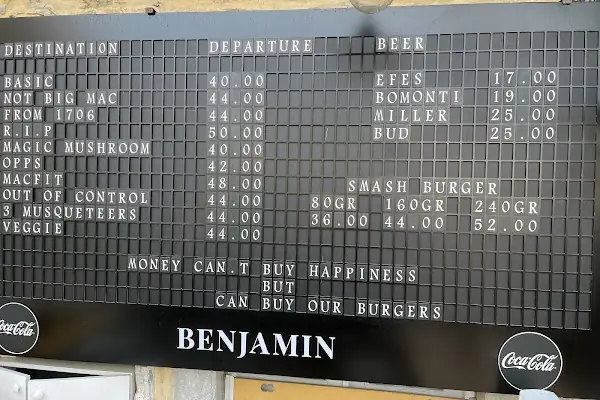 DESTINATION DEPARTURE BEER
BASIC 40.00 EFES 17.00
NOT BIG MAC 44.00 BOMONTI 19.00
FROM 1706 44.00 MILLER 25.00
R.I.P 50.00 BUD 25.00
MAGIC MUSHROOM 40.00
OPPS 42.00
MACFIT 48.00 SMASH BURGER
OUT OF CONTROL 44.00 80GR 160GR 240GR
3 MUSQUETEERS 44.00 36.00 44.00 52.00
VEGGIE 44.00
MONEY CAN.T BUY HAPPINESS
BUT
CAN BUY OUR BURGERS
Coca-Cola
BENJAMIN
Coca-Cola